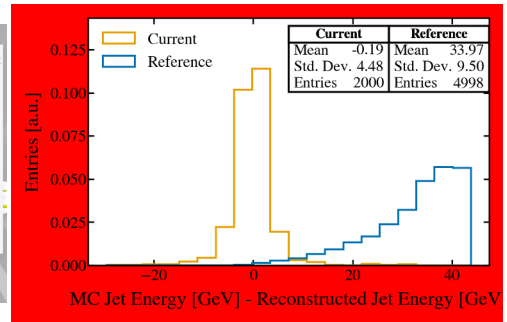 Current
Reference
Current Reference
Mean -0.19 Mean 33.97
Std. Dev. 4.48 Std. Dev. 9.50
Entries 2000 Entries 4998
Entries [a.u.]
0.125
0.100
0.075
0.050
0.025
0.000
−20 0 20 40
MC Jet Energy [GeV] - Reconstructed Jet Energy [GeV